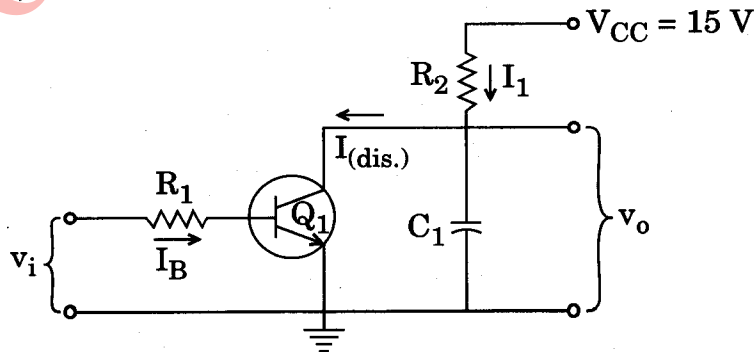 V_CC = 15 V
R_2
I_1
I_(dis.)
R_1
Q_1
C_1
v_o
v_i
I_B